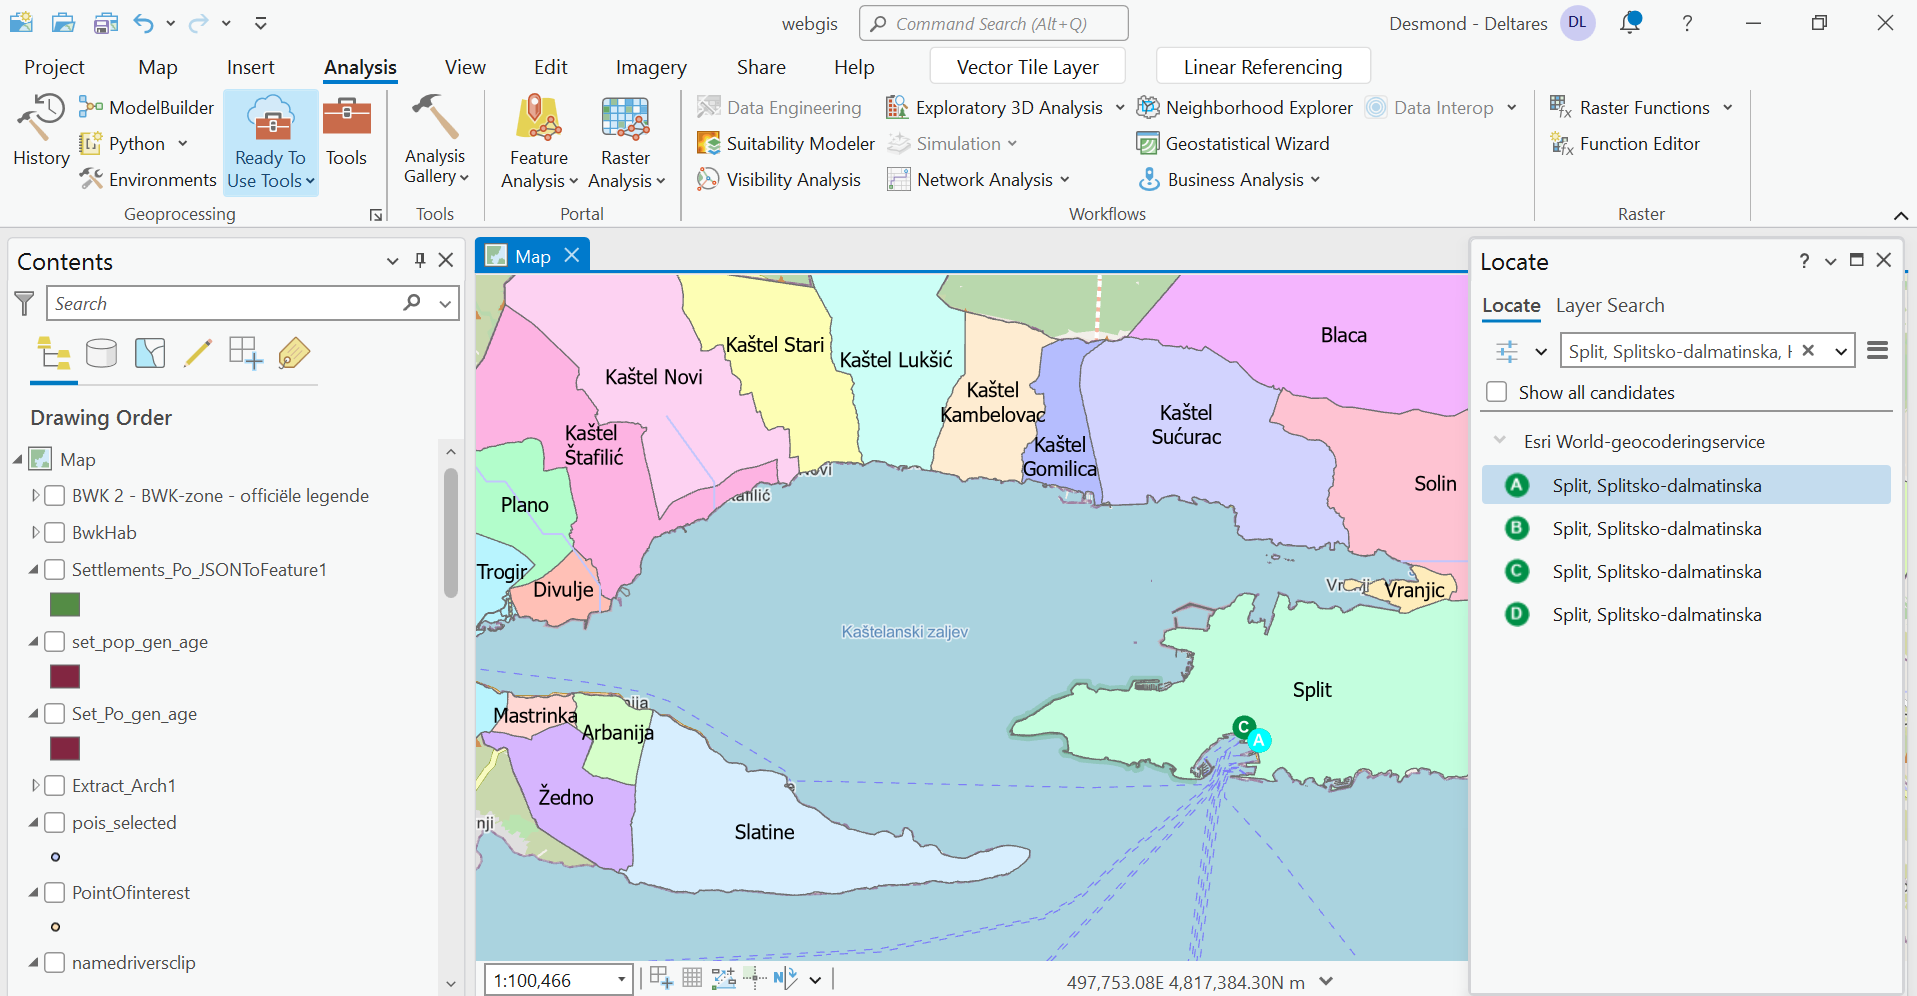 webgis
Command Search (Alt+Q)
Desmond - Deltares
DL
?
Project
Map
Insert
Analysis
View
Edit
Imagery
Share
Help
Vector Tile Layer
Linear Referencing
History
ModelBuilder
Python
Environments
Ready To
Use Tools
Tools
Geoprocessing
Analysis
Gallery
Tools
Feature
Analysis
Raster
Analysis
Portal
Data Engineering
Suitability Modeler
Visibility Analysis
Exploratory 3D Analysis
Simulation
Network Analysis
Neighborhood Explorer
Geostatistical Wizard
Business Analysis
Data Interop
Workflows
Raster Functions
Function Editor
Raster
Contents
Search
Drawing Order
Map
BWK 2 - BWK-zone - officiële legende
BwkHab
Settlements_Po_JSONToFeature1
set_pop_gen_age
Set_Po_gen_age
Extract_Arch1
pois_selected
PointOfinterest
namedriversclip
Map
Blaca
Kaštel Stari
Kaštel Lukšić
Kaštel Novi
Kaštel
Kambelovac
Kaštel
Sućurac
Kaštel
Štafilić
Kaštel
Gomilica
Solin
Plano
Trogir
Divulje
Vranjic
Kaštelanski zaljev
Split
Mastrinka
Arbanija
C
A
Žedno
Slatine
nji
1:100,466
497,753.08E 4,817,384.30N m
Locate
?
Locate
Layer Search
Split, Splitsko-dalmatinska,
Show all candidates
Esri World-geocoderingservice
A Split, Splitsko-dalmatinska
B Split, Splitsko-dalmatinska
C Split, Splitsko-dalmatinska
D Split, Splitsko-dalmatinska